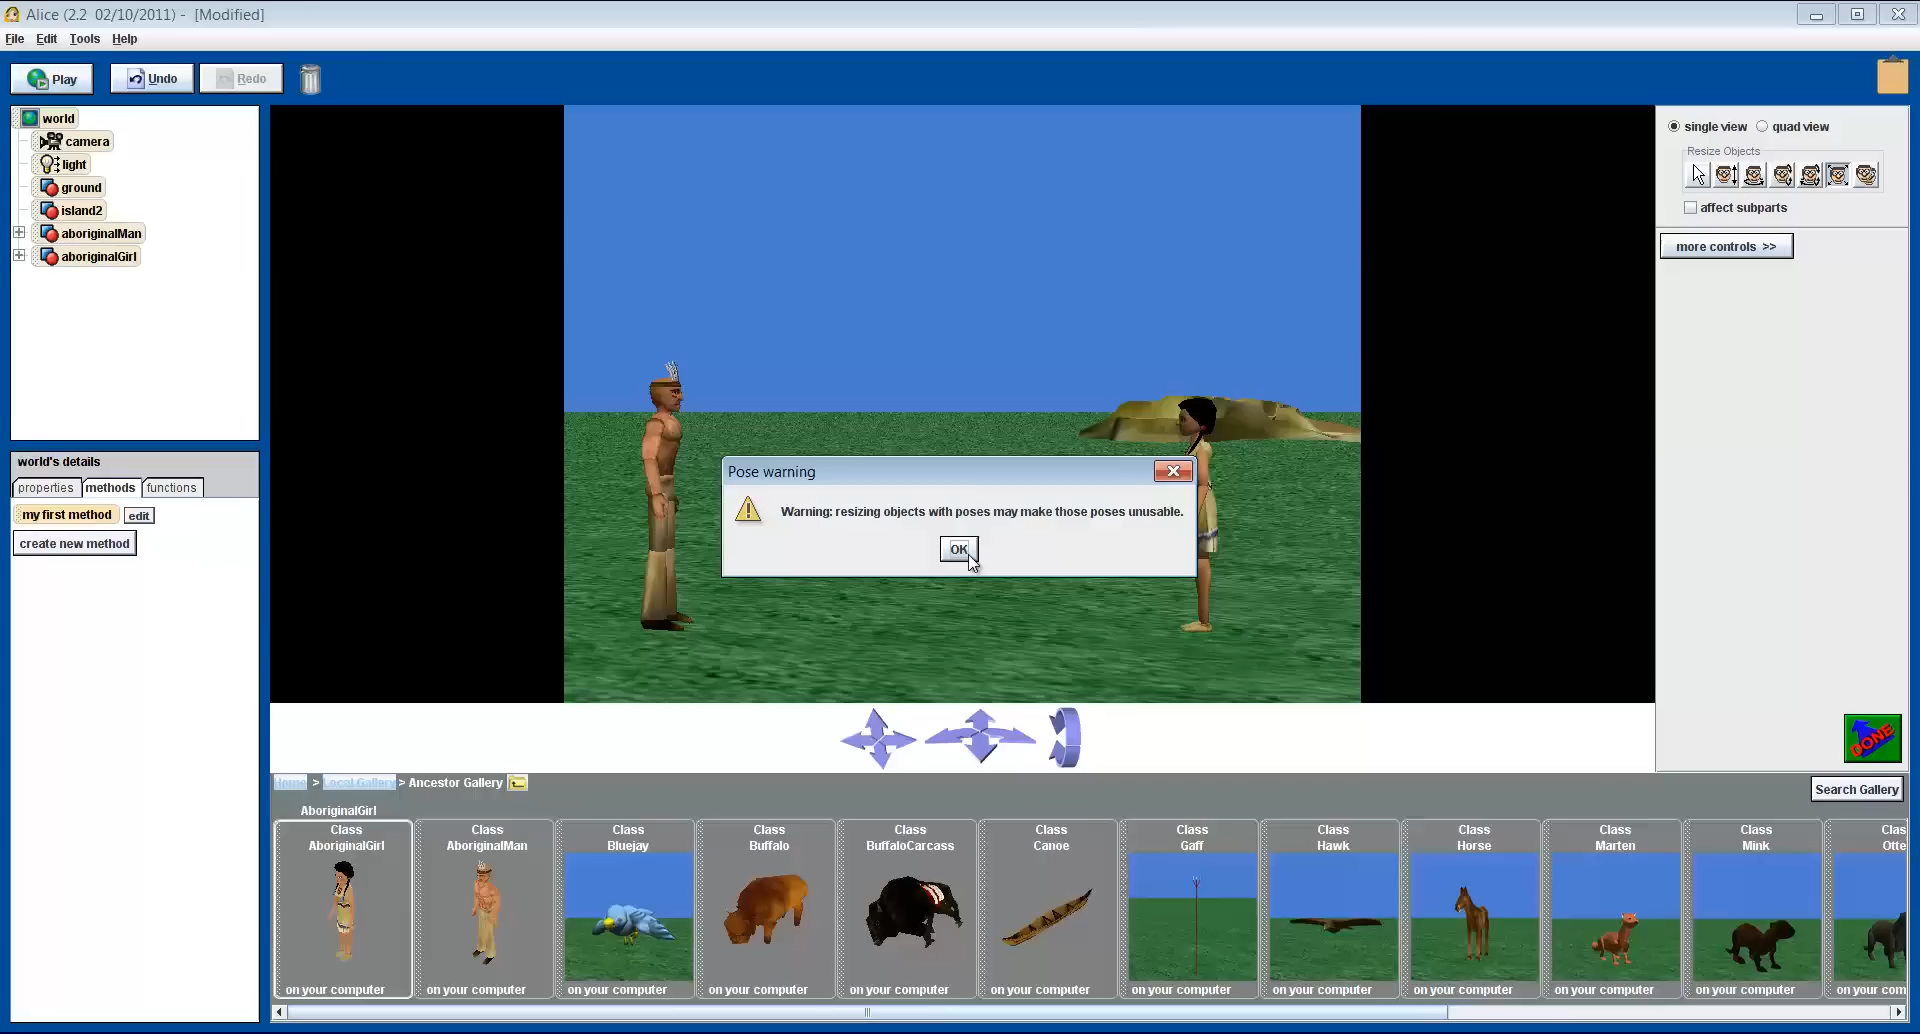 Alice (2.2 02/10/2011) - [Modified]
File Edit Tools Help
Play Undo Redo
world
camera
light
ground
island2
aboriginalMan
aboriginalGirl
world's details
properties methods functions
my first method edit
create new method
single view quad view
Resize Objects
affect subparts
more controls >>
Pose warning
Warning: resizing objects with poses may make those poses unusable.
OK
DONE
Home > Local Gallery > Ancestor Gallery
Search Gallery
AboriginalGirl
Class AboriginalGirl
on your computer
Class AboriginalMan
on your computer
Class Bluejay
on your computer
Class Buffalo
on your computer
Class BuffaloCarcass
on your computer
Class Canoe
on your computer
Class Gaff
on your computer
Class Hawk
on your computer
Class Horse
on your computer
Class Marten
on your computer
Class Mink
on your computer
Clas
Otte
on your com